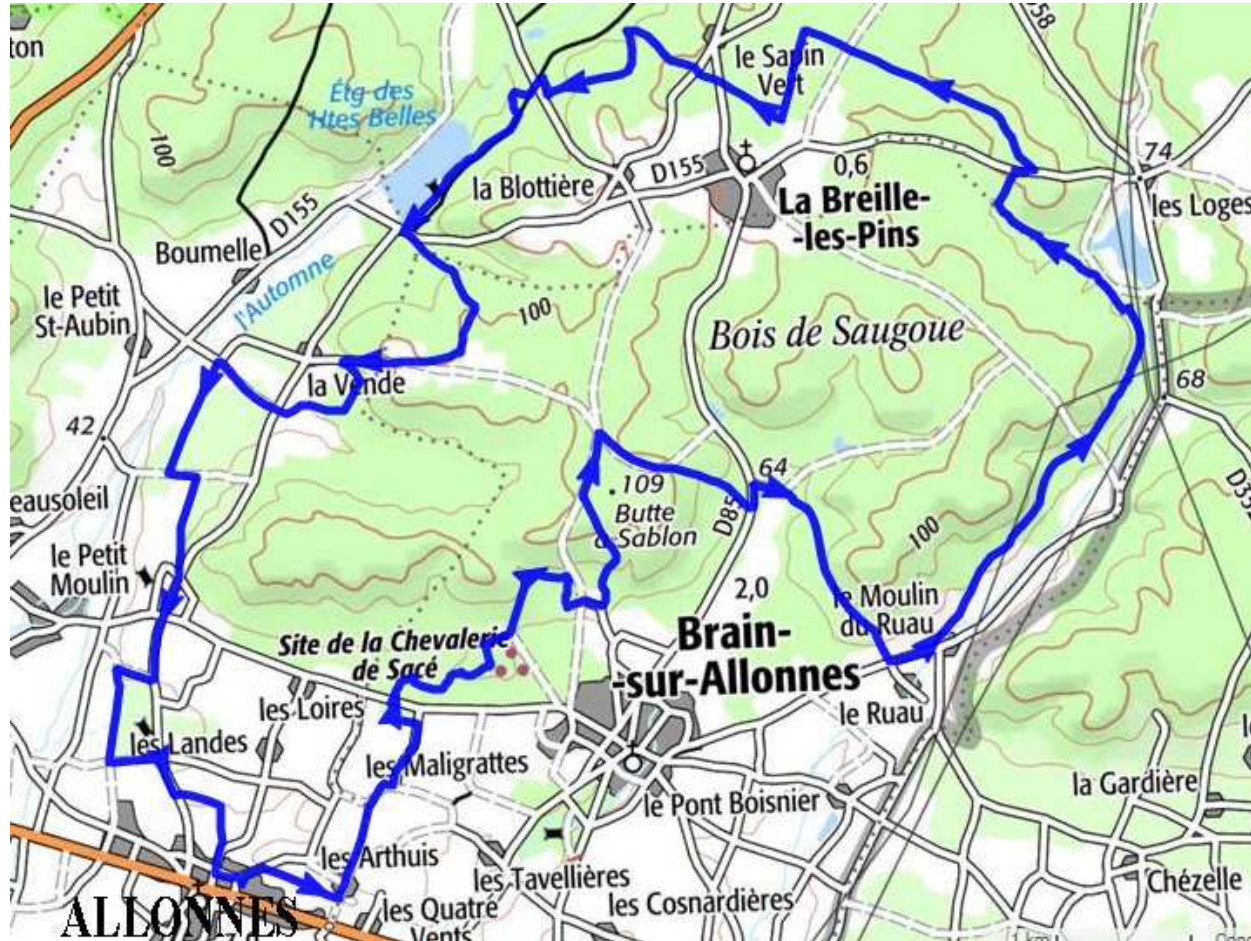 ton
258
le Sapin
Vert
Étg des
Htes Belles
100
74
D155
0,6
la Blottière
La Breille-
-les-Pins
les Loges
D155
Boumelle
l'Automne
le Petit
St-Aubin
100
Bois de Saugoue
la Vende
68
42
64
109
Butte
Sablon
D85
100
eausoleil
le Petit
Moulin
2,0
le Moulin
du Ruau
Brain-
-sur-Allonnes
Site de la Chevalerie
de Sacé
les Loires
le Ruau
les Landes
les Maligrattes
la Gardière
le Pont Boisnier
les Arthuis
les Tavellières
Chézelle
les Cosnardières
les Quatre
Vents
ALLONNES
1 km